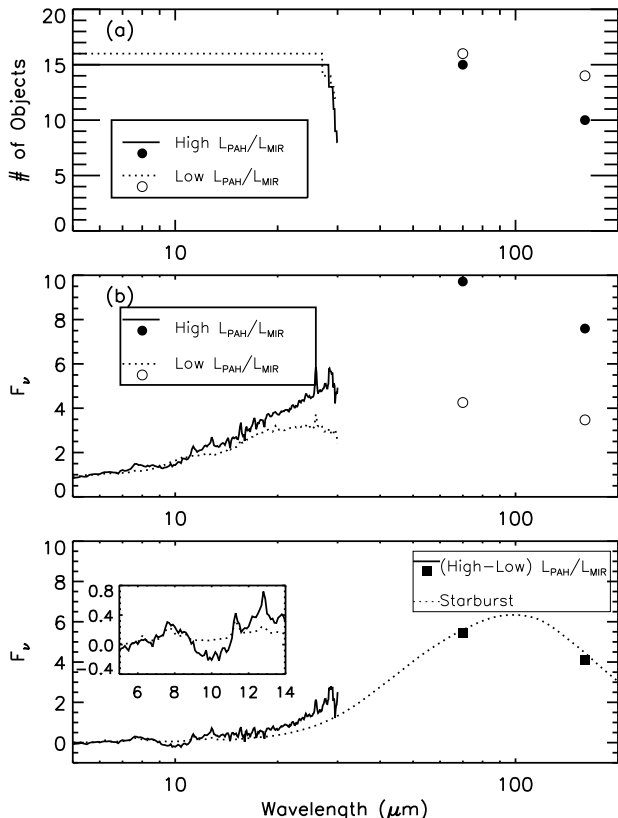 20
15
10
5
0
# of Objects
(a)
High L_PAH/L_MIR
Low L_PAH/L_MIR
10
100
10
8
6
4
2
0
F_ν
(b)
High L_PAH/L_MIR
Low L_PAH/L_MIR
10
100
10
8
6
4
2
0
F_ν
(High-Low) L_PAH/L_MIR
Starburst
0.8
0.4
0.0
-0.4
6 8 10 12 14
10
100
Wavelength (μm)